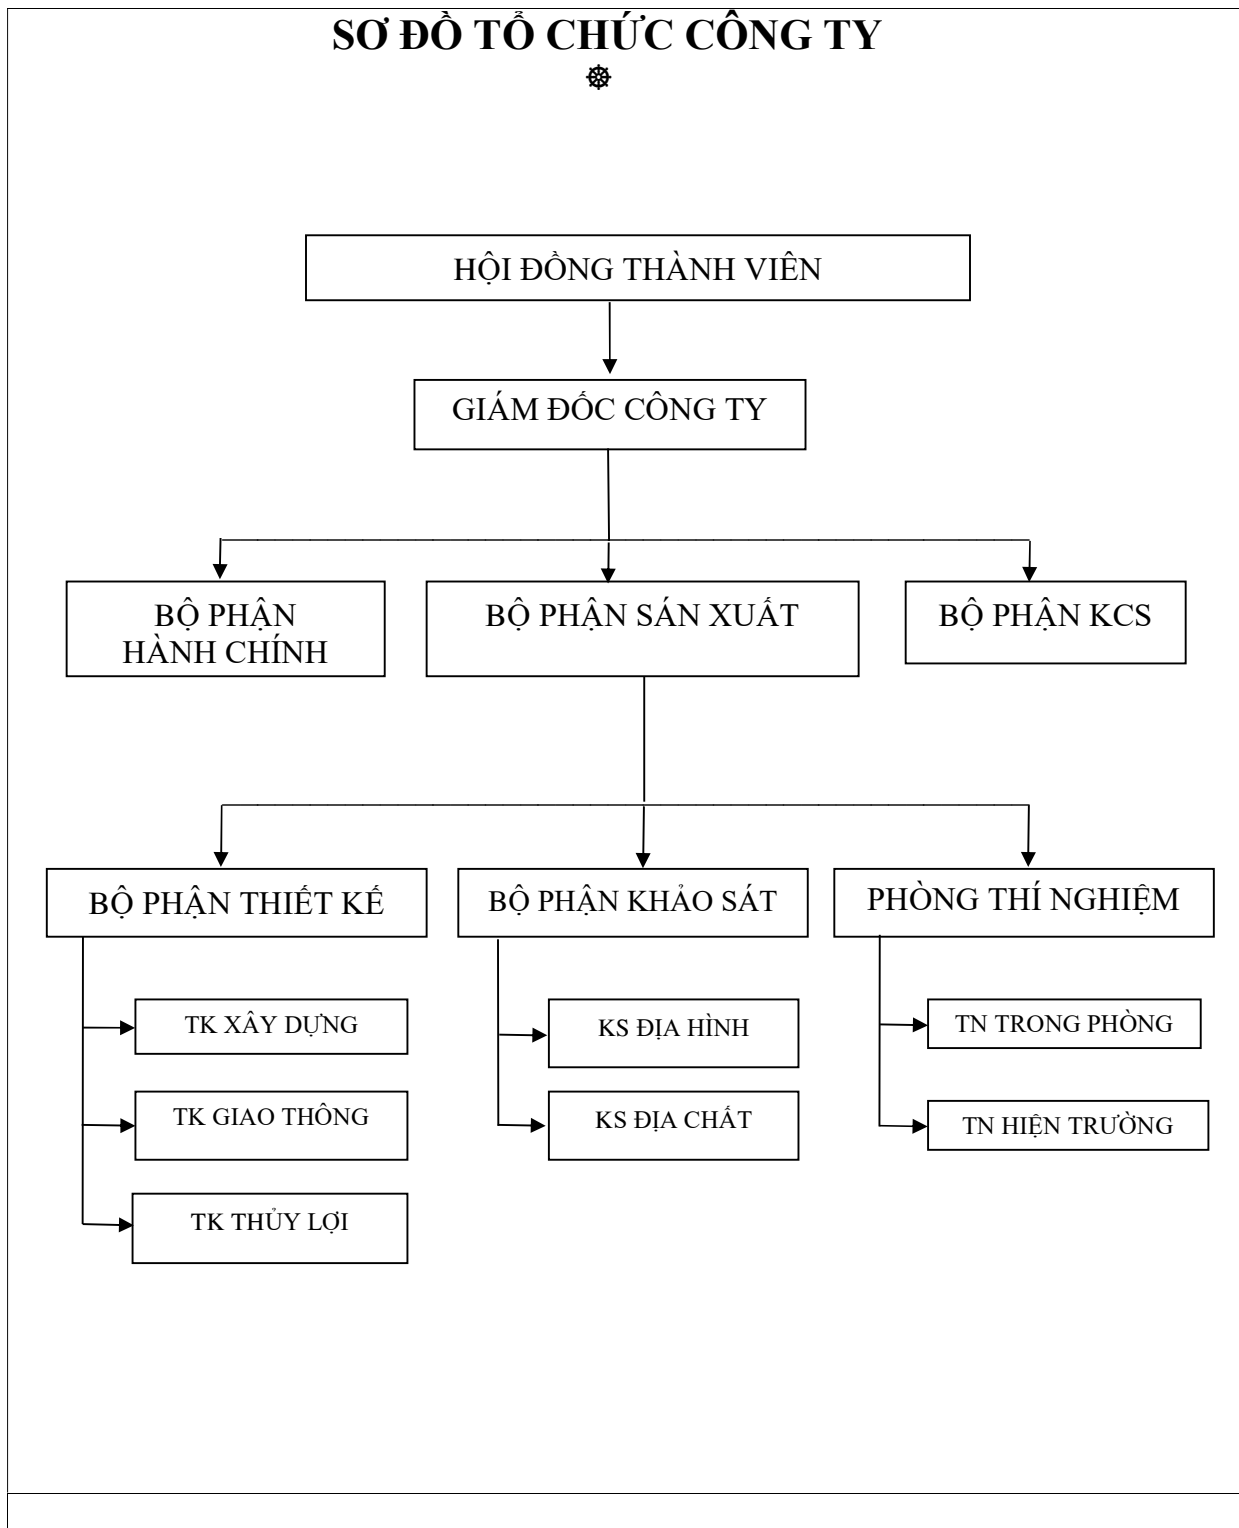 SƠ ĐỒ TỔ CHỨC CÔNG TY
HỘI ĐỒNG THÀNH VIÊN
GIÁM ĐỐC CÔNG TY
BỘ PHẬN
HÀNH CHÍNH
BỘ PHẬN SẢN XUẤT
BỘ PHẬN KCS
BỘ PHẬN THIẾT KẾ
BỘ PHẬN KHẢO SÁT
PHÒNG THÍ NGHIỆM
TK XÂY DỰNG
KS ĐỊA HÌNH
TN TRONG PHÒNG
TK GIAO THÔNG
KS ĐỊA CHẤT
TN HIỆN TRƯỜNG
TK THỦY LỢI